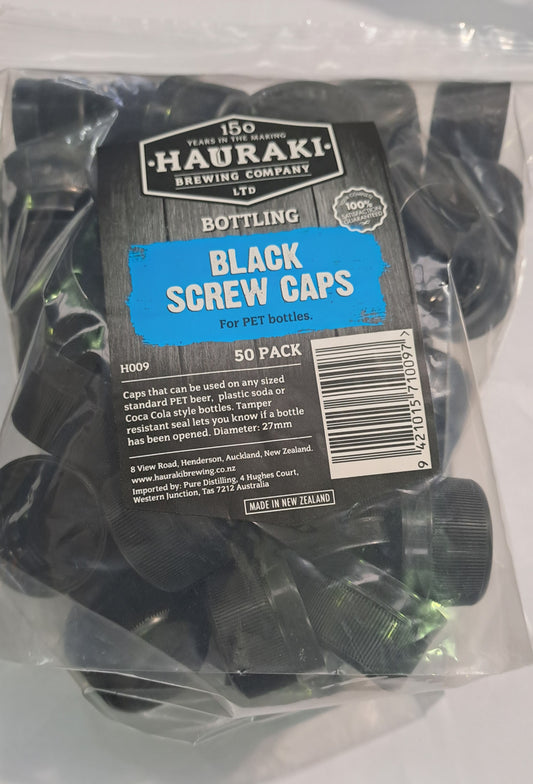 150
YEARS IN THE MAKING
·HAURAKI·
BREWING COMPANY
LTD
BOTTLING
100%
SATISFACTION
GUARANTEED
BLACK
SCREW CAPS
For PET bottles.
H009
50 PACK
Caps that can be used on any sized
standard PET beer, plastic soda or
Coca Cola style bottles. Tamper
resistant seal lets you know if a bottle
has been opened. Diameter: 27mm
8 View Road, Henderson, Auckland, New Zealand.
www.haurakibrewing.co.nz
Imported by: Pure Distilling, 4 Hughes Court,
Western Junction, Tas 7212 Australia
MADE IN NEW ZEALAND
9 421015 710097 >